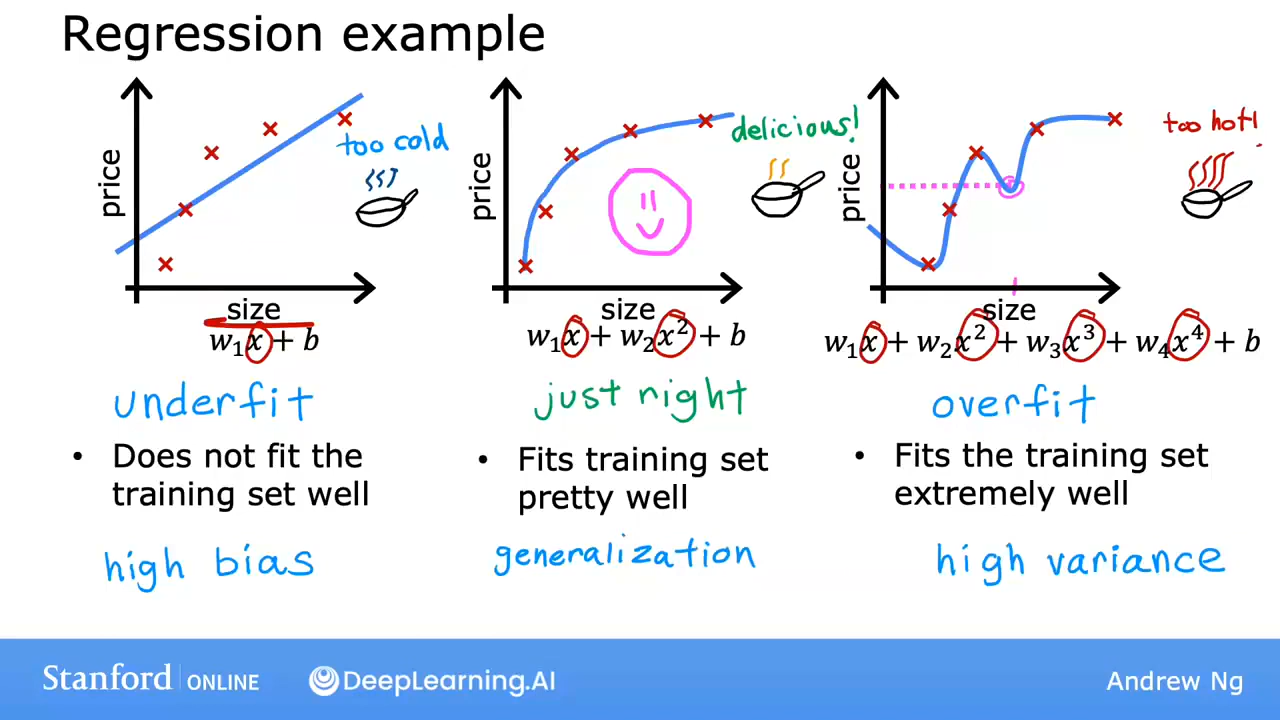 Regression example
price
too cold
size
w₁x + b
underfit
• Does not fit the
training set well
high bias
price
delicious!
size
w₁x + w₂x² + b
just right
• Fits training set
pretty well
generalization
price
too hot!
size
w₁x + w₂x² + w₃x³ + w₄x⁴ + b
overfit
• Fits the training set
extremely well
high variance
Stanford ONLINE
DeepLearning.AI
Andrew Ng